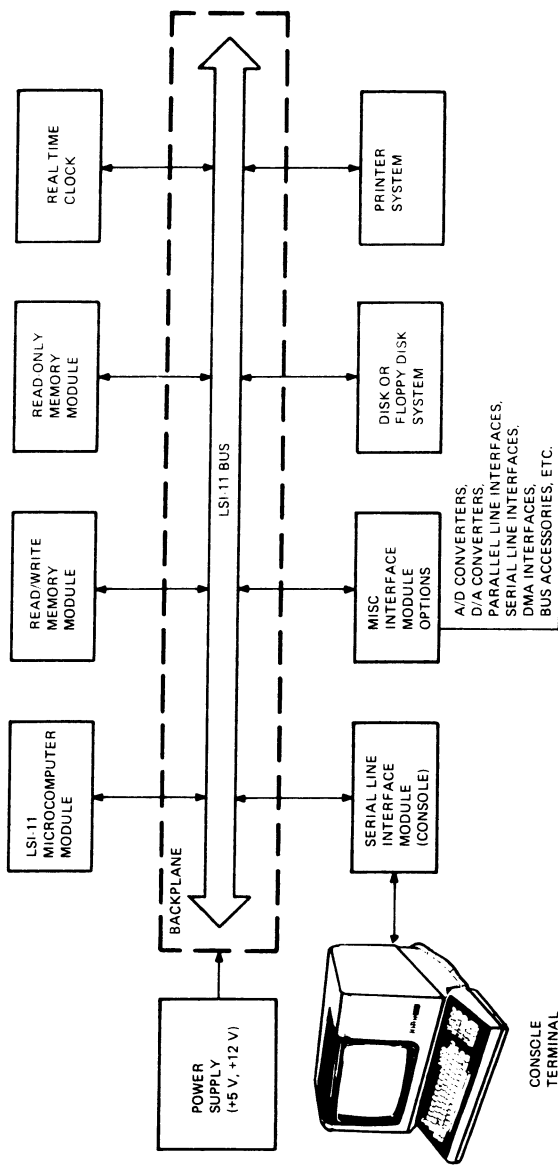 LSI-11
MICROCOMPUTER
MODULE
READ/WRITE
MEMORY
MODULE
READ-ONLY
MEMORY
MODULE
REAL TIME
CLOCK
BACKPLANE
LSI-11 BUS
POWER
SUPPLY
(+5 V, +12 V)
SERIAL LINE
INTERFACE
MODULE
(CONSOLE)
MISC
INTERFACE
MODULE
OPTIONS
DISK OR
FLOPPY DISK
SYSTEM
PRINTER
SYSTEM
A/D CONVERTERS,
D/A CONVERTERS,
PARALLEL LINE INTERFACES,
SERIAL LINE INTERFACES,
DMA INTERFACES,
BUS ACCESSORIES, ETC.
CONSOLE
TERMINAL